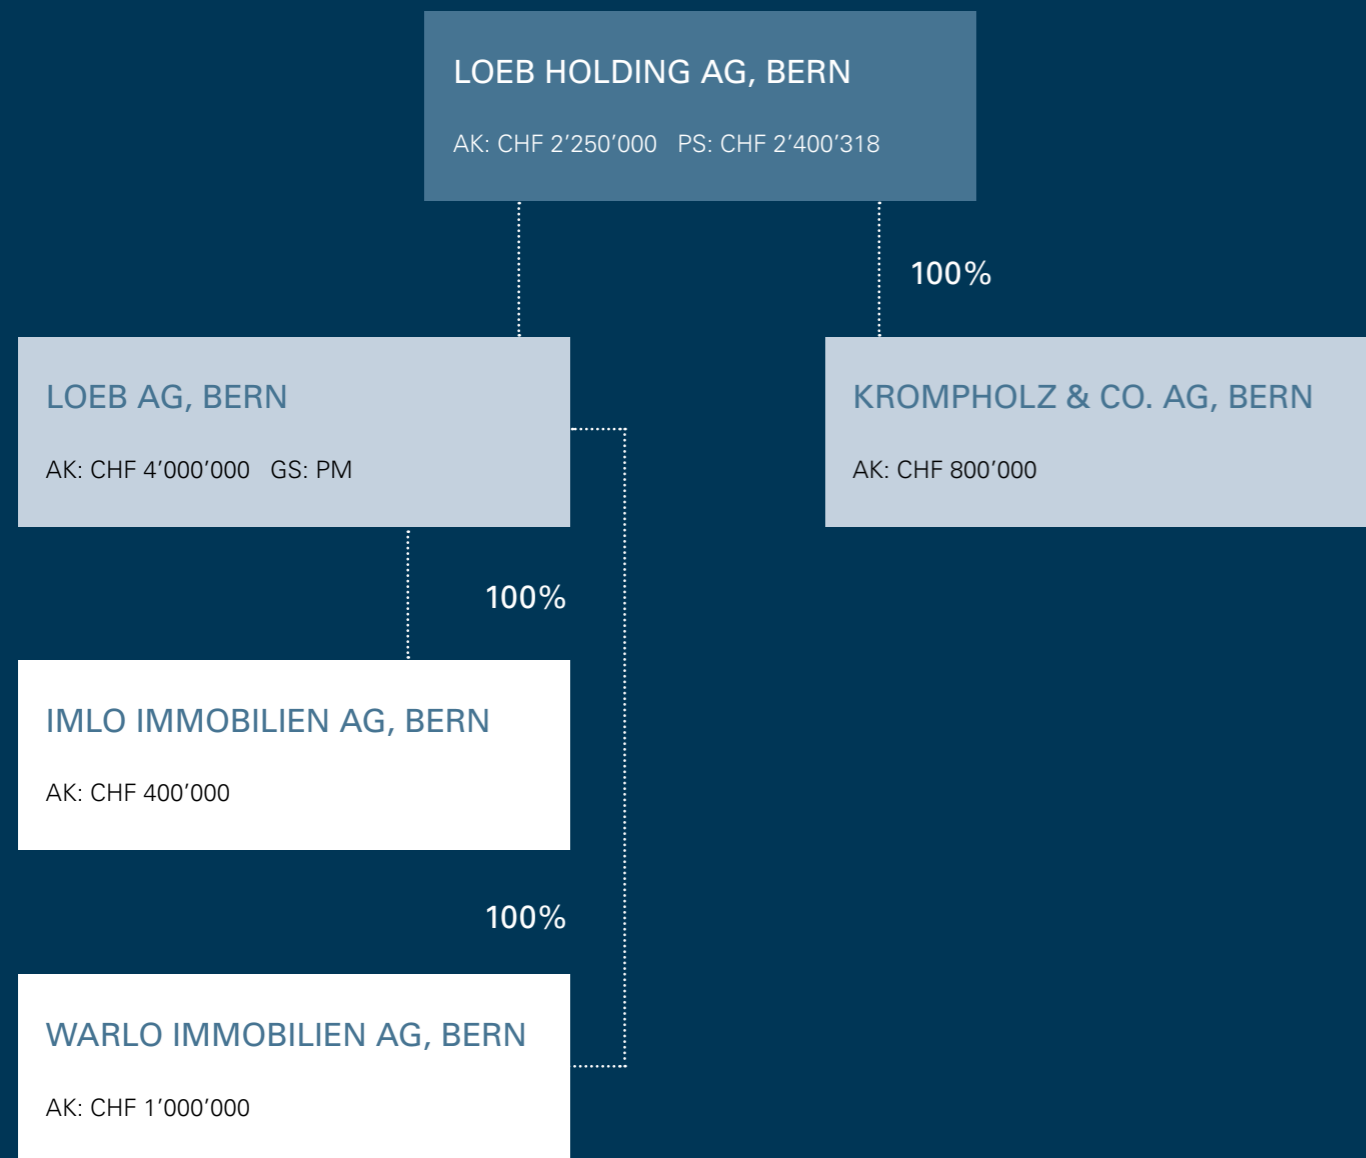 LOEB HOLDING AG, BERN
AK: CHF 2’250’000 PS: CHF 2’400’318
100%
LOEB AG, BERN
AK: CHF 4’000’000 GS: PM
KROMPHOLZ & CO. AG, BERN
AK: CHF 800’000
100%
IMLO IMMOBILIEN AG, BERN
AK: CHF 400’000
100%
WARLO IMMOBILIEN AG, BERN
AK: CHF 1’000’000